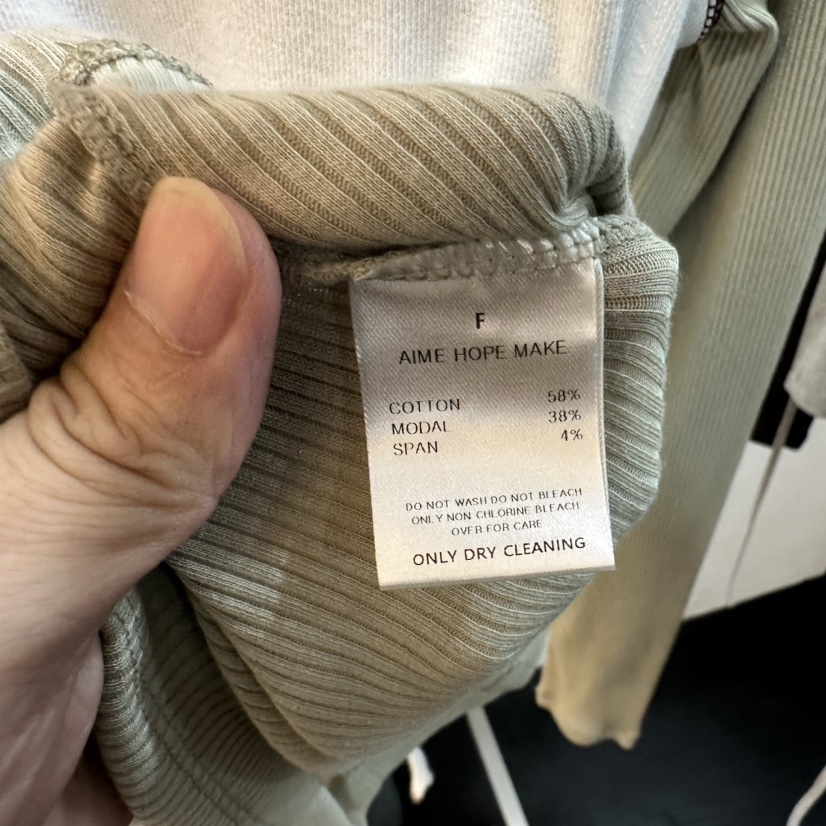 F
AIME HOPE MAKE
COTTON 58%
MODAL 38%
SPAN 4%
DO NOT WASH DO NOT BLEACH
ONLY NON CHLORINE BLEACH
OVER FOR CARE
ONLY DRY CLEANING